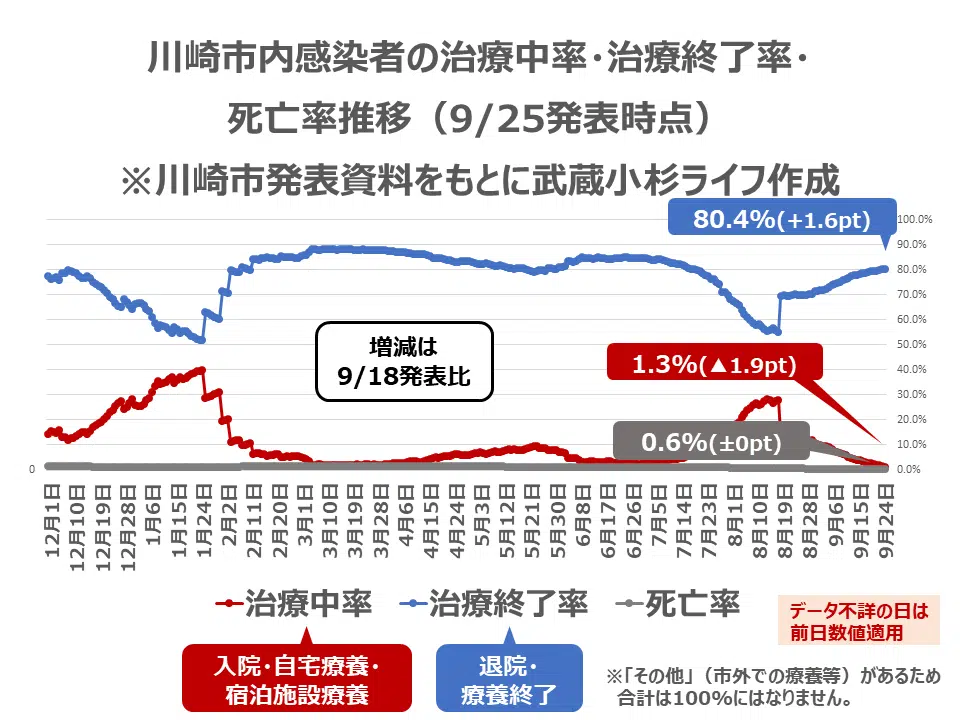 川崎市内感染者の治療中率・治療終了率・
死亡率推移（9/25発表時点）
※川崎市発表資料をもとに武蔵小杉ライフ作成
80.4%(+1.6pt)
100.0%
90.0%
80.0%
70.0%
60.0%
50.0%
40.0%
30.0%
20.0%
10.0%
0.0%
増減は
9/18発表比
1.3%(▲1.9pt)
0.6%(±0pt)
0
12月1日
12月10日
12月19日
12月28日
1月6日
1月15日
1月24日
2月2日
2月11日
2月20日
3月1日
3月10日
3月19日
3月28日
4月6日
4月15日
4月24日
5月3日
5月12日
5月21日
5月30日
6月8日
6月17日
6月26日
7月5日
7月14日
7月23日
8月1日
8月10日
8月19日
8月28日
9月6日
9月15日
9月24日
治療中率 治療終了率 死亡率
入院・自宅療養・
宿泊施設療養
退院・
療養終了
データ不詳の日は
前日数値適用
※「その他」（市外での療養等）があるため
合計は100%にはなりません。